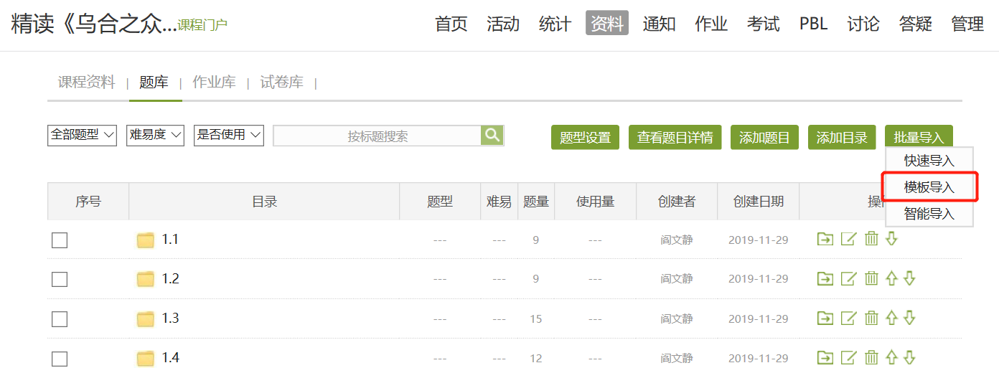 精读《乌合之众...课程门户 首页 活动 统计 资料 通知 作业 考试 PBL 讨论 答疑 管理
课程资料 | 题库 | 作业库 | 试卷库 |
全部题型 难易度 是否使用 按标题搜索 题型设置 查看题目详情 添加题目 添加目录 批量导入
快速导入
模板导入
智能导入
序号 目录 题型 难易 题量 使用量 创建者 创建日期
1.1 --- --- 9 --- 阎文静 2019-11-29
1.2 --- --- 9 --- 阎文静 2019-11-29
1.3 --- --- 15 --- 阎文静 2019-11-29
1.4 --- --- 12 --- 阎文静 2019-11-29